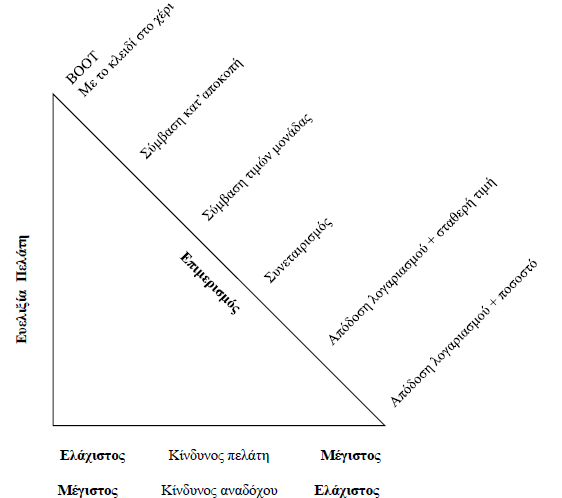 BOOT
Με το κλειδί στο χέρι
Σύμβαση κατ'αποκοπή
Σύμβαση τιμών μονάδας
Συνεταιρισμός
Απόδοση λογαριασμού + σταθερή τιμή
Απόδοση λογαριασμού + ποσοστό
Επιμερισμός
Ευελιξία Πελάτη
Ελάχιστος Κίνδυνος πελάτη Μέγιστος
Μέγιστος Κίνδυνος αναδόχου Ελάχιστος